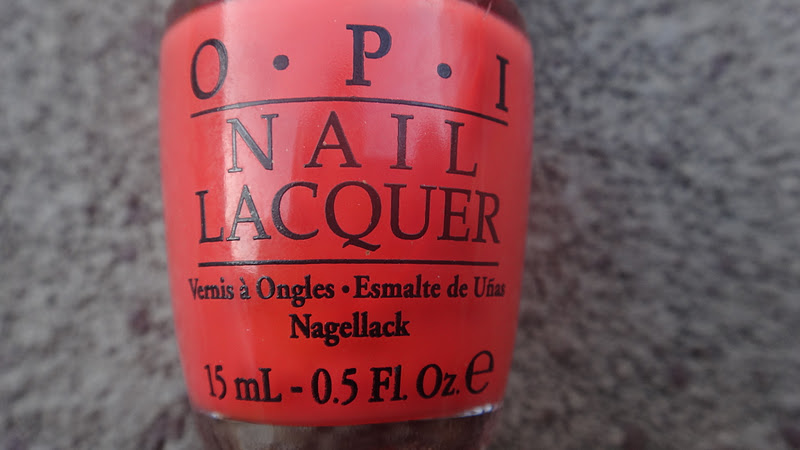 O•P•I
NAIL
LACQUER
Vernis à Ongles • Esmalte de Uñas
Nagellack
15 mL - 0.5 Fl. Oz. ℮